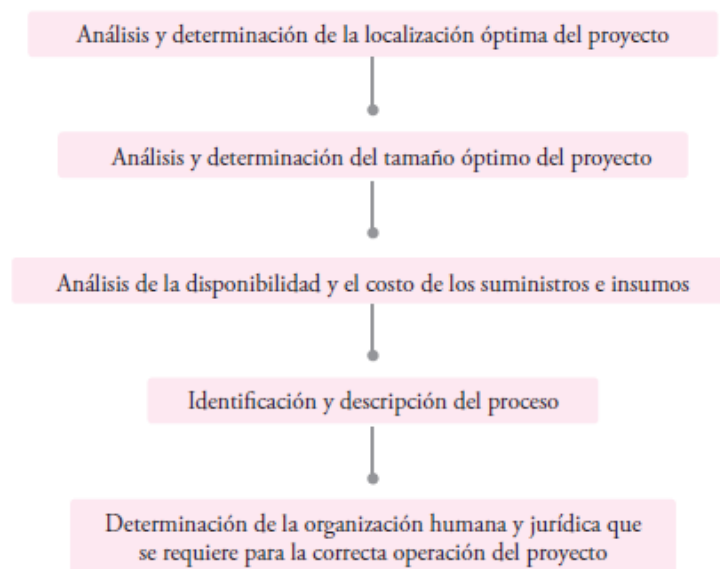 Análisis y determinación de la localización óptima del proyecto
Análisis y determinación del tamaño óptimo del proyecto
Análisis de la disponibilidad y el costo de los suministros e insumos
Identificación y descripción del proceso
Determinación de la organización humana y jurídica que
se requiere para la correcta operación del proyecto